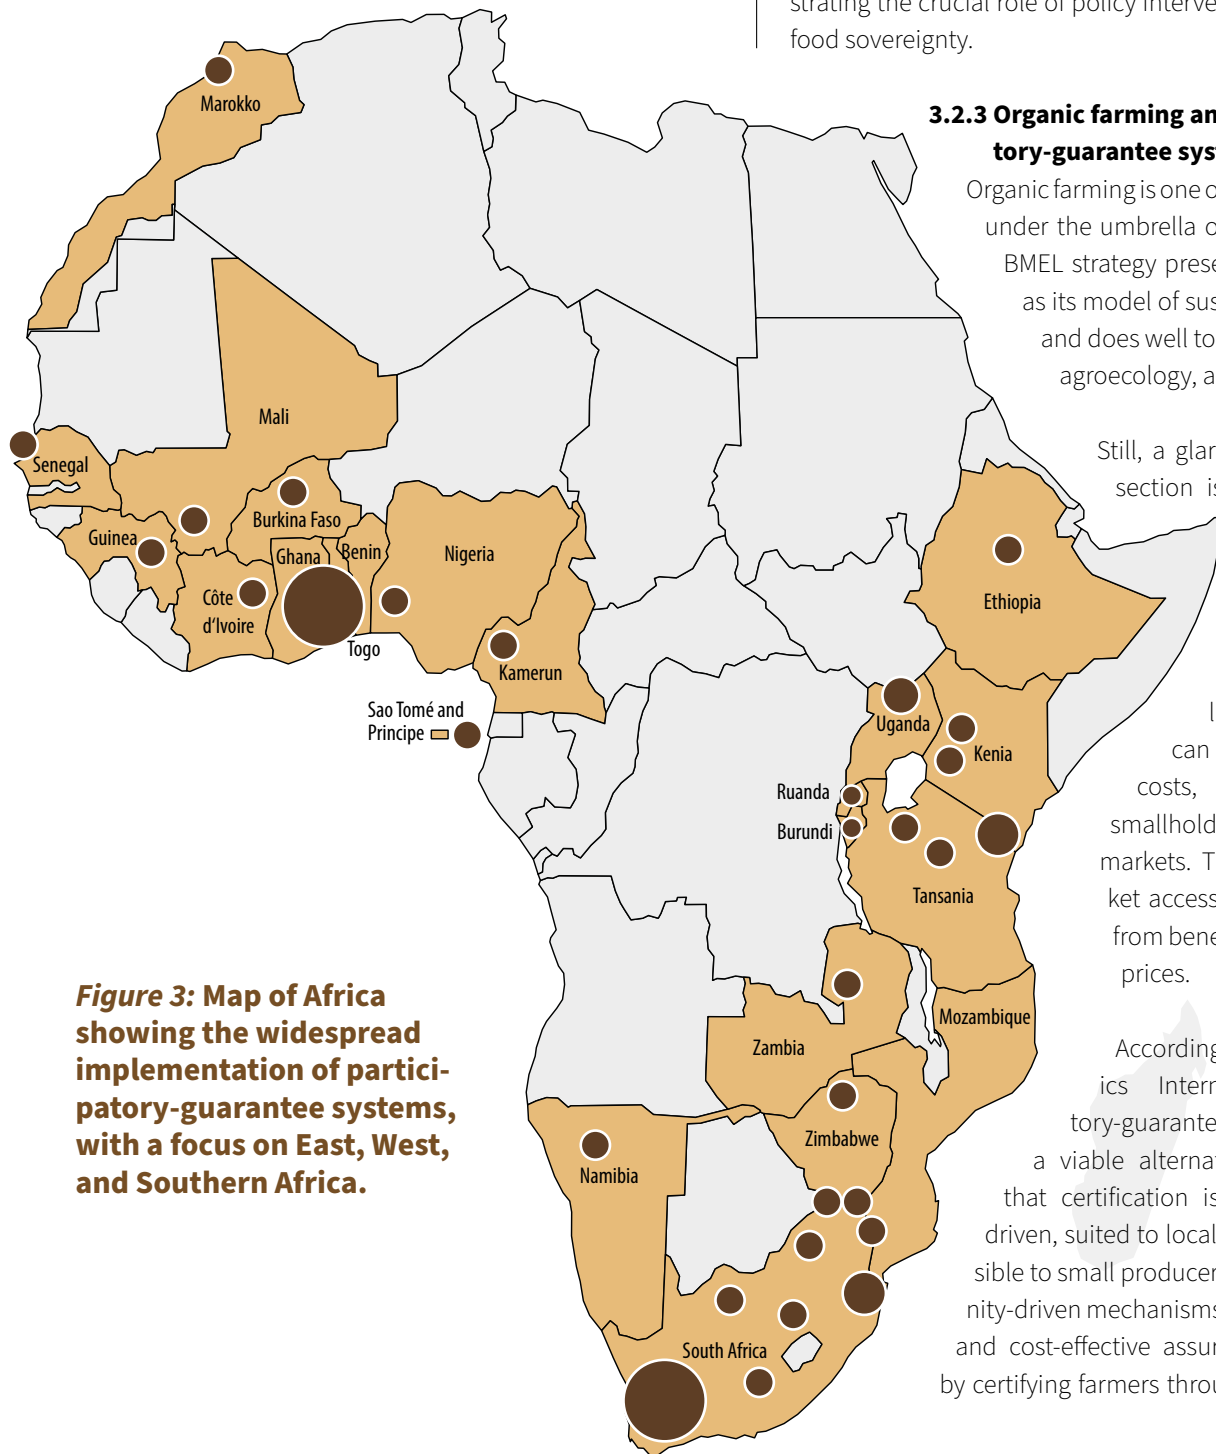 strating the crucial role of policy interve
food sovereignty.
3.2.3 Organic farming an
tory-guarantee sys
Organic farming is one o
under the umbrella o
BMEL strategy prese
as its model of sus
and does well to
agroecology, a
Still, a glar
section is
l
can
costs,
smallhold
markets. T
ket access
from bene
prices.
According
ics Intern
tory-guarante
a viable alternat
that certification is
driven, suited to local
sible to small producer
nity-driven mechanisms
and cost-effective assur
by certifying farmers throu
Marokko
Mali
Senegal
Guinea
Burkina Faso
Ghana
Benin
Nigeria
Côte
d‘Ivoire
Togo
Kamerun
Sao Tomé and
Principe
Ethiopia
Uganda
Kenia
Ruanda
Burundi
Tansania
Mozambique
Zambia
Zimbabwe
Namibia
South Africa
Figure 3: Map of Africa
showing the widespread
implementation of partici-
patory-guarantee systems,
with a focus on East, West,
and Southern Africa.